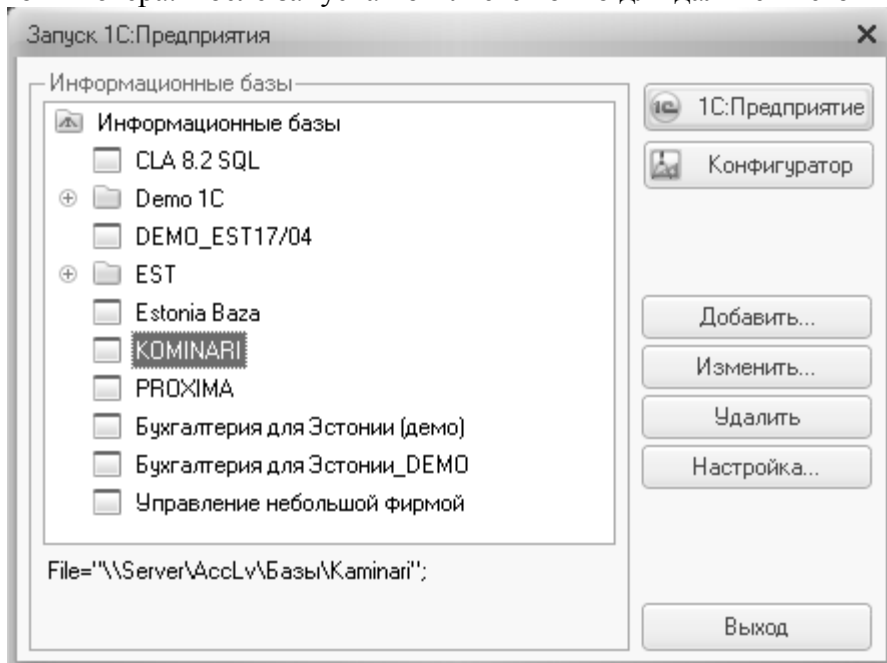 Запуск 1С:Предприятия
Информационные базы
Информационные базы
CLA 8.2 SQL
Demo 1C
DEMO_EST17/04
EST
Estonia Baza
KOMINARI
PROXIMA
Бухгалтерия для Эстонии (демо)
Бухгалтерия для Эстонии_DEMO
Управление небольшой фирмой
File="\\Server\AccLv\Базы\Kaminari";
1С:Предприятие
Конфигуратор
Добавить...
Изменить...
Удалить
Настройка...
Выход